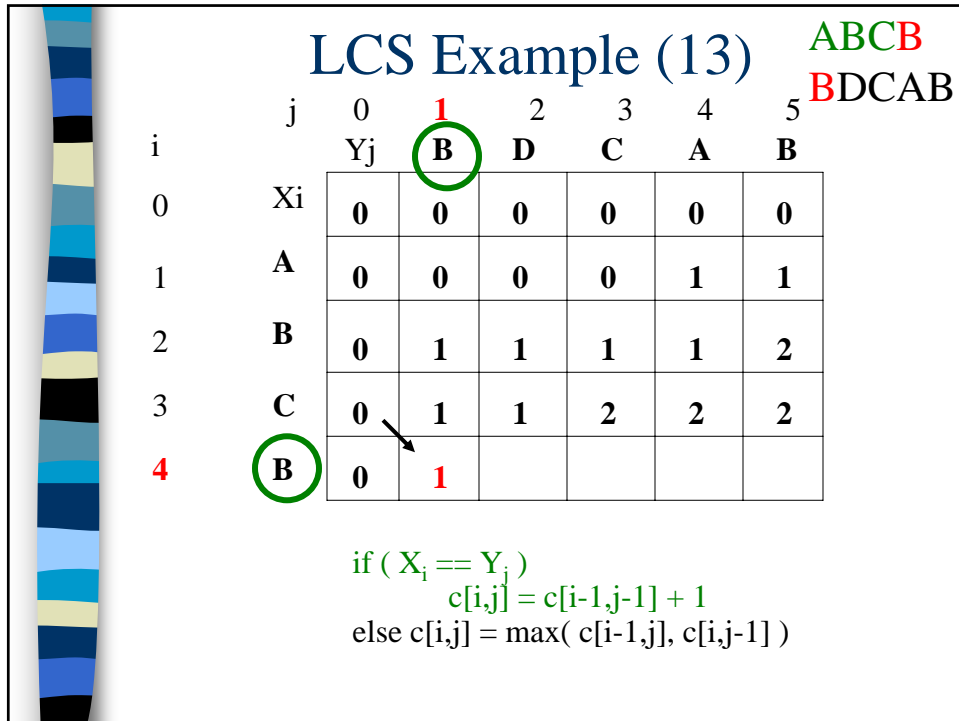 LCS Example (13)
ABCB
BDCAB
j 0 1 2 3 4 5
i Yj B D C A B
0 Xi 0 0 0 0 0 0
1 A 0 0 0 0 1 1
2 B 0 1 1 1 1 2
3 C 0 1 1 2 2 2
4 B 0 1
if ( Xi == Yj )
c[i,j] = c[i-1,j-1] + 1
else c[i,j] = max( c[i-1,j], c[i,j-1] )